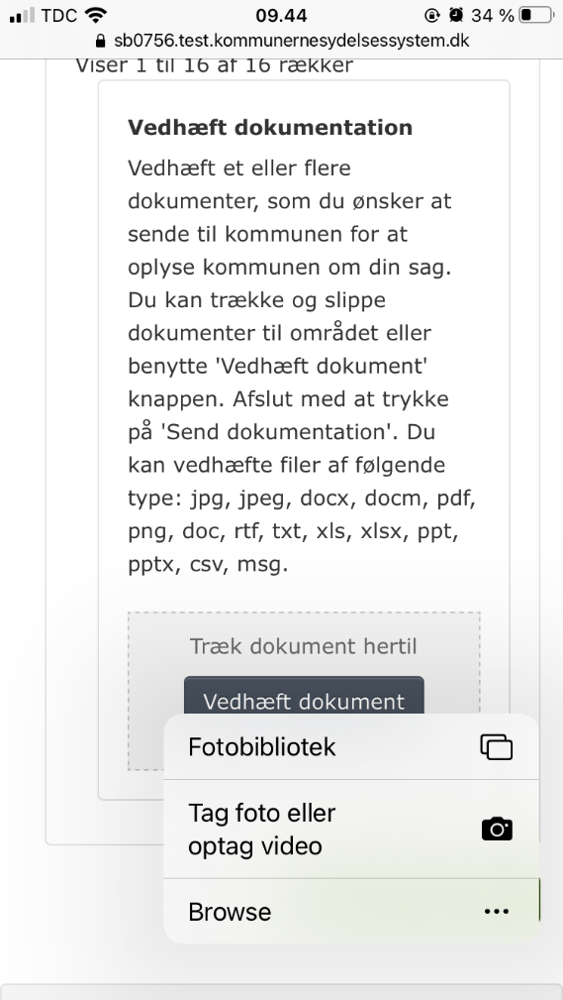 TDC 09.44 34 %
sb0756.test.kommunernesydelsessystem.dk
Viser 1 til 16 af 16 rækker
Vedhæft dokumentation
Vedhæft et eller flere
dokumenter, som du ønsker at
sende til kommunen for at
oplyse kommunen om din sag.
Du kan trække og slippe
dokumenter til området eller
benytte 'Vedhæft dokument'
knappen. Afslut med at trykke
på 'Send dokumentation'. Du
kan vedhæfte filer af følgende
type: jpg, jpeg, docx, docm, pdf,
png, doc, rtf, txt, xls, xlsx, ppt,
pptx, csv, msg.
Træk dokument hertil
Vedhæft dokument
Fotobibliotek
Tag foto eller
optag video
Browse